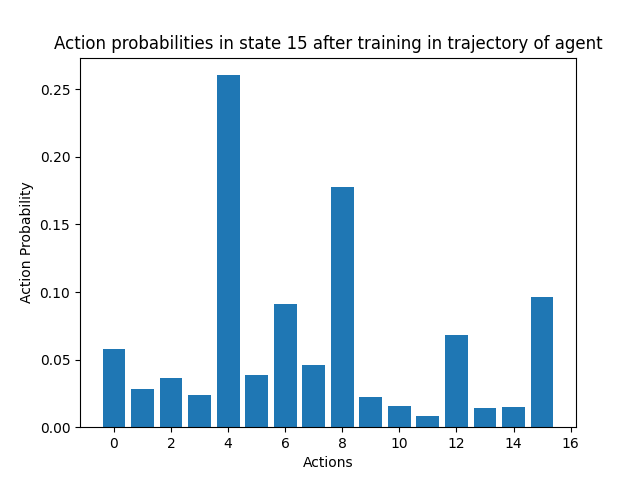 Action probabilities in state 15 after training in trajectory of agent
0.25
0.20
0.15
0.10
0.05
0.00
Action Probability
0 2 4 6 8 10 12 14 16
Actions